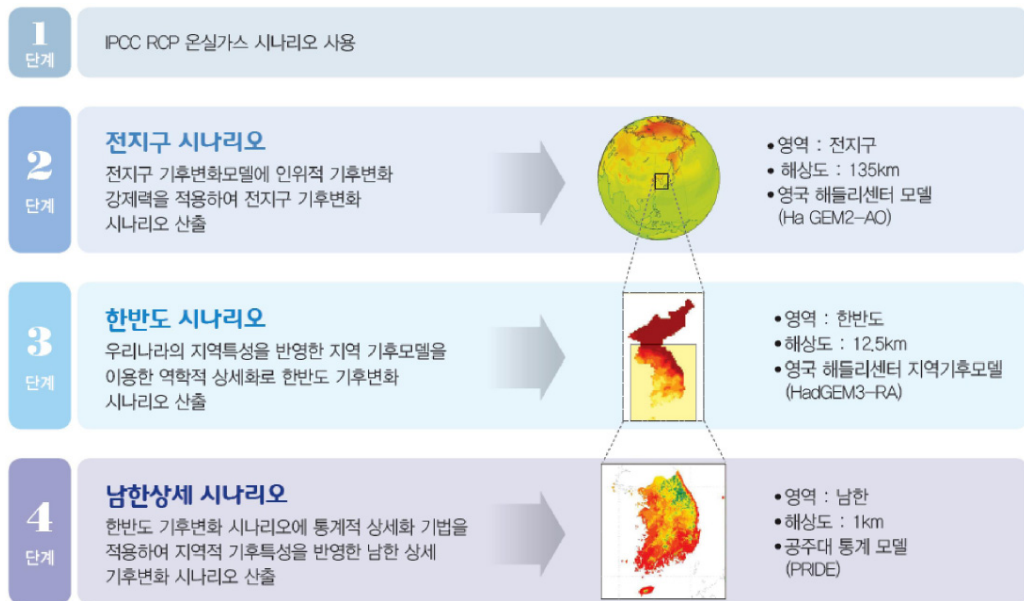 1
단계
IPCC RCP 온실가스 시나리오 사용
2
단계
전지구 시나리오
전지구 기후변화모델에 인위적 기후변화
강제력을 적용하여 전지구 기후변화
시나리오 산출
• 영역 : 전지구
• 해상도 : 135km
• 영국 해들리센터 모델
(Ha GEM2-AO)
3
단계
한반도 시나리오
우리나라의 지역특성을 반영한 지역 기후모델을
이용한 역학적 상세화로 한반도 기후변화
시나리오 산출
• 영역 : 한반도
• 해상도 : 12.5km
• 영국 해들리센터 지역기후모델
(HadGEM3-RA)
4
단계
남한상세 시나리오
한반도 기후변화 시나리오에 통계적 상세화 기법을
적용하여 지역적 기후특성을 반영한 남한 상세
기후변화 시나리오 산출
• 영역 : 남한
• 해상도 : 1km
• 공주대 통계 모델
(PRIDE)